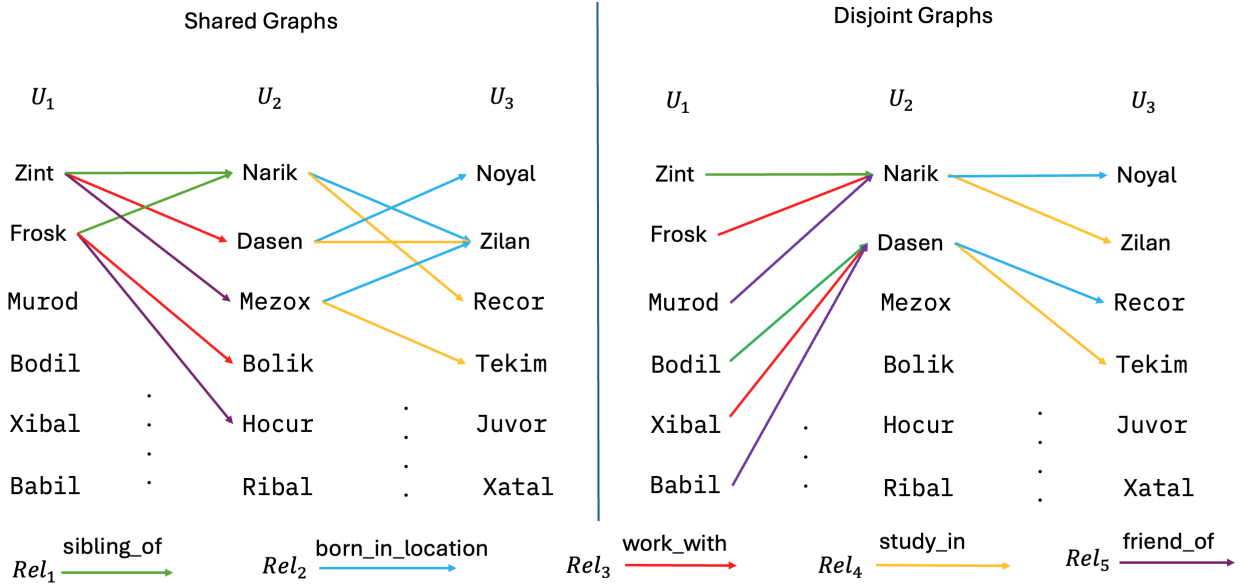 Shared Graphs
U₁ U₂ U₃
Zint Narik Noyal
Frosk Dasen Zilan
Murod Mezox Recor
Bodil Bolik Tekim
Xibal Hocur Juvor
Babil Ribal Xatal
Disjoint Graphs
U₁ U₂ U₃
Zint Narik Noyal
Frosk Dasen Zilan
Murod Mezox Recor
Bodil Bolik Tekim
Xibal Hocur Juvor
Babil Ribal Xatal
Rel₁ sibling_of
Rel₂ born_in_location
Rel₃ work_with
Rel₄ study_in
Rel₅ friend_of